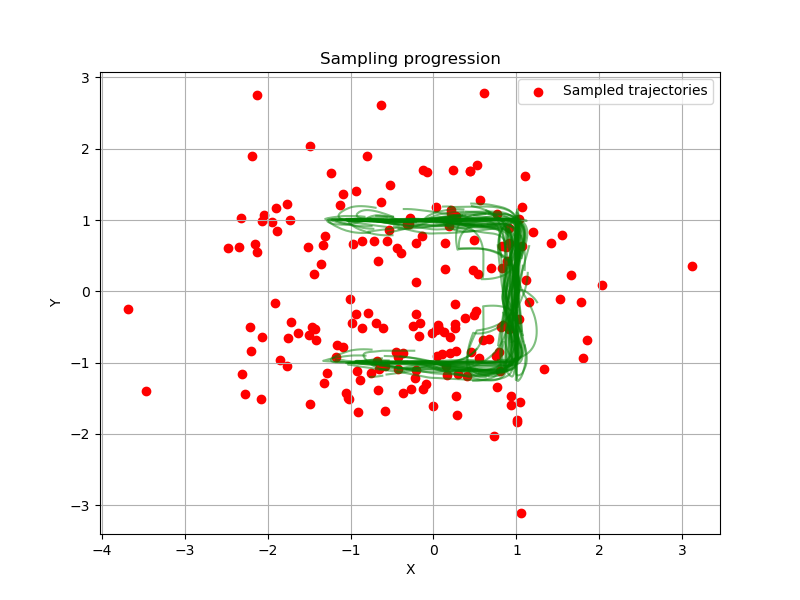 Sampling progression
Sampled trajectories
3
2
1
0
−1
−2
−3
Y
−4 −3 −2 −1 0 1 2 3
X